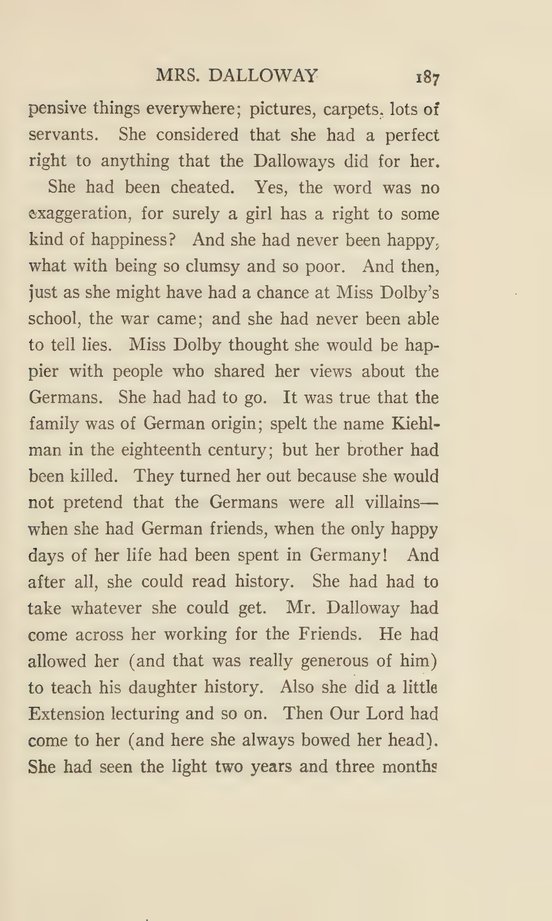 MRS. DALLOWAY 187
pensive things everywhere; pictures, carpets, lots of
servants. She considered that she had a perfect
right to anything that the Dalloways did for her.
She had been cheated. Yes, the word was no
exaggeration, for surely a girl has a right to some
kind of happiness? And she had never been happy,
what with being so clumsy and so poor. And then,
just as she might have had a chance at Miss Dolby's
school, the war came; and she had never been able
to tell lies. Miss Dolby thought she would be hap-
pier with people who shared her views about the
Germans. She had had to go. It was true that the
family was of German origin; spelt the name Kiehl-
man in the eighteenth century; but her brother had
been killed. They turned her out because she would
not pretend that the Germans were all villains—
when she had German friends, when the only happy
days of her life had been spent in Germany! And
after all, she could read history. She had had to
take whatever she could get. Mr. Dalloway had
come across her working for the Friends. He had
allowed her (and that was really generous of him)
to teach his daughter history. Also she did a little
Extension lecturing and so on. Then Our Lord had
come to her (and here she always bowed her head).
She had seen the light two years and three months